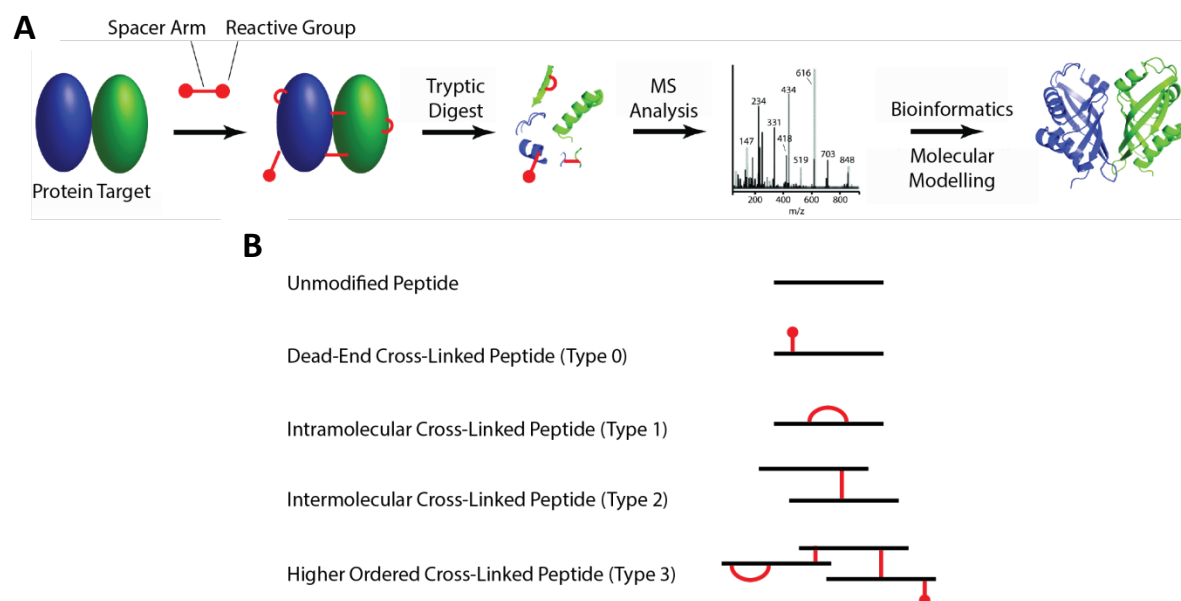 A
Spacer Arm
Reactive Group
Protein Target
Tryptic
Digest
MS
Analysis
616
434
234
331
418
147
519
703
848
200
400
600
800
m/z
Bioinformatics
Molecular
Modelling
B
Unmodified Peptide
Dead-End Cross-Linked Peptide (Type 0)
Intramolecular Cross-Linked Peptide (Type 1)
Intermolecular Cross-Linked Peptide (Type 2)
Higher Ordered Cross-Linked Peptide (Type 3)